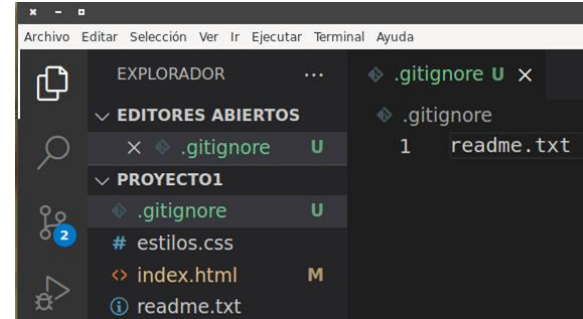 Archivo Editar Selección Ver Ir Ejecutar Terminal Ayuda
EXPLORADOR ...
.gitignore U ×
EDITORES ABIERTOS
.gitignore
× .gitignore U
1 readme.txt
PROYECTO1
.gitignore U
2
# estilos.css
<> index.html M
readme.txt